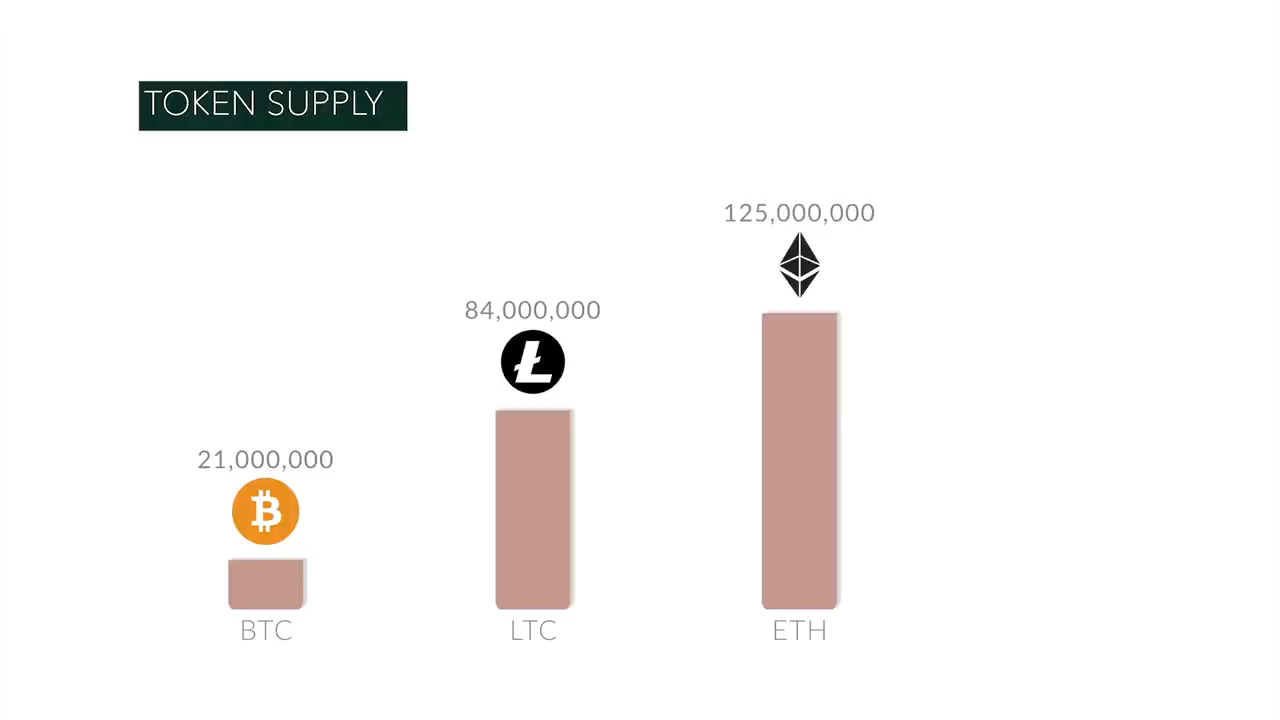 TOKEN SUPPLY
125,000,000
84,000,000
21,000,000
BTC
LTC
ETH